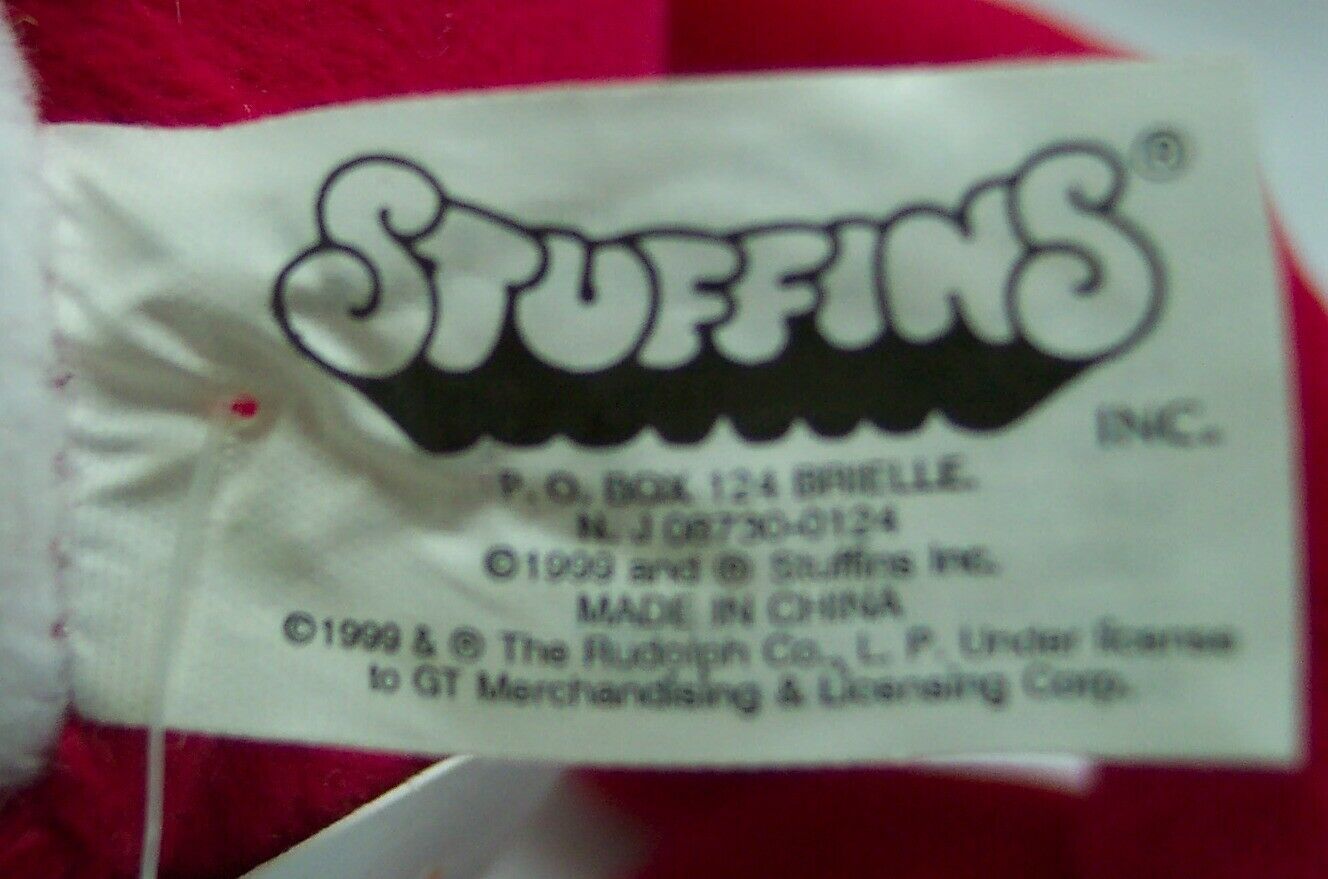 STUFFINS ®
INC.
P.O. BOX 124 BRIELLE,
N.J 08730-0124
©1999 and ® Stuffins Inc.
MADE IN CHINA
©1999 & ® The Rudolph Co., L. P. Under license
to GT Merchandising & Licensing Corp.